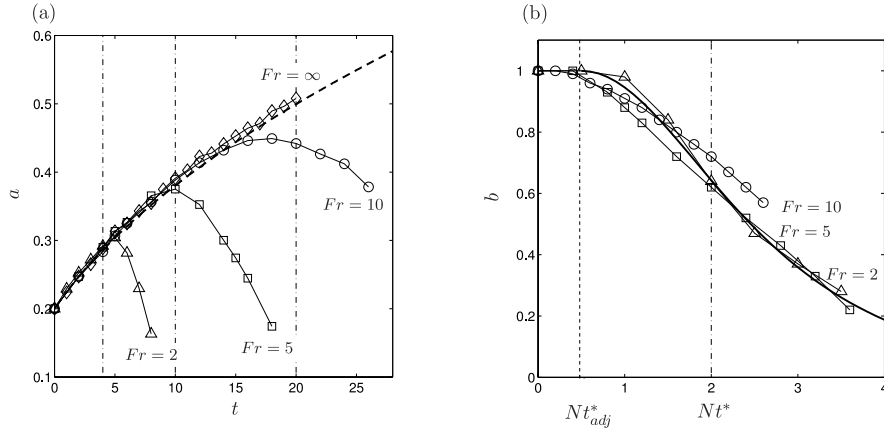 (a)
0.6
0.5
0.4
0.3
0.2
0.1
a
0 5 10 15 20 25
t
Fr = ∞
Fr = 10
Fr = 5
Fr = 2
(b)
1
0.8
0.6
0.4
0.2
0
b
0 1 2 3 4
Nt*adj
Nt*
Fr = 10
Fr = 5
Fr = 2